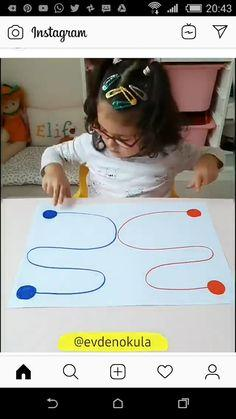 20:43
Instagram
Elif
@evdenokula